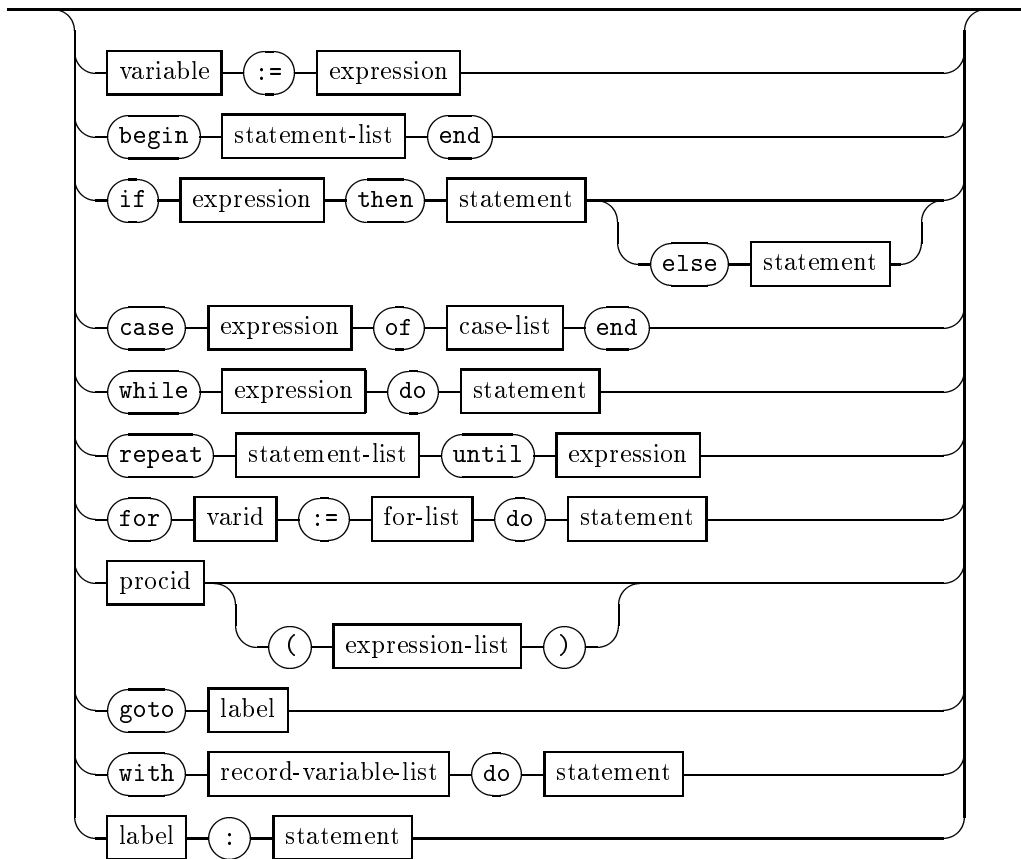 variable := expression
begin statement-list end
if expression then statement
else statement
case expression of case-list end
while expression do statement
repeat statement-list until expression
for varid := for-list do statement
procid
( expression-list )
goto label
with record-variable-list do statement
label : statement